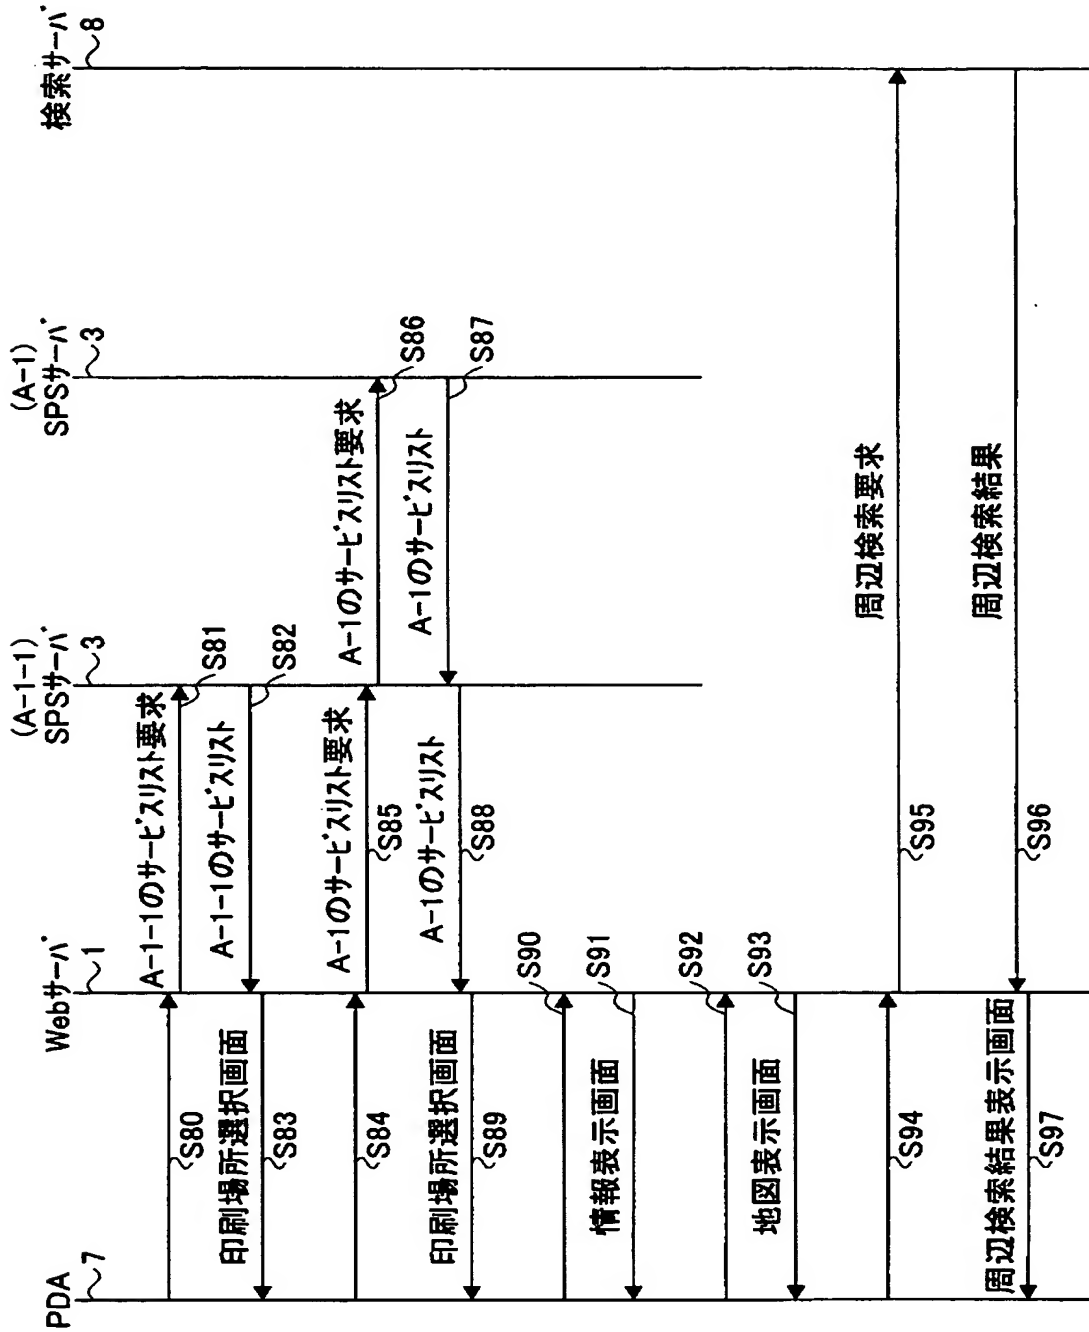 PDA
7
Webサーバ
1
(A-1-1)
SPSサーバ
3
(A-1)
SPSサーバ
3
検索サーバ
8
S80
A-1-1のサービスリスト要求
S81
A-1-1のサービスリスト
S82
印刷場所選択画面
S83
S84
A-1のサービスリスト要求
S85
A-1のサービスリスト要求
S86
A-1のサービスリスト
S87
A-1のサービスリスト
S88
印刷場所選択画面
S89
S90
情報表示画面
S91
S92
地図表示画面
S93
S94
周辺検索要求
S95
周辺検索結果
S96
周辺検索結果表示画面
S97